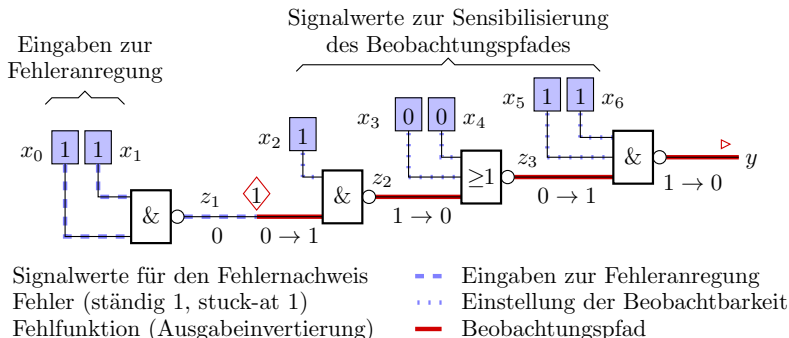 Signalwerte zur Sensibilisierung
des Beobachtungspfades
Eingaben zur
Fehleranregung
x5 1 1 x6
x3 0 0 x4
x2 1
x0 1 1 x1
& z1 1 & z2 ≥1 z3 & y
0 0 → 1 1 → 0 0 → 1 1 → 0
Signalwerte für den Fehlernachweis
Fehler (ständig 1, stuck-at 1)
Fehlfunktion (Ausgabeinvertierung)
Eingaben zur Fehleranregung
Einstellung der Beobachtbarkeit
Beobachtungspfad